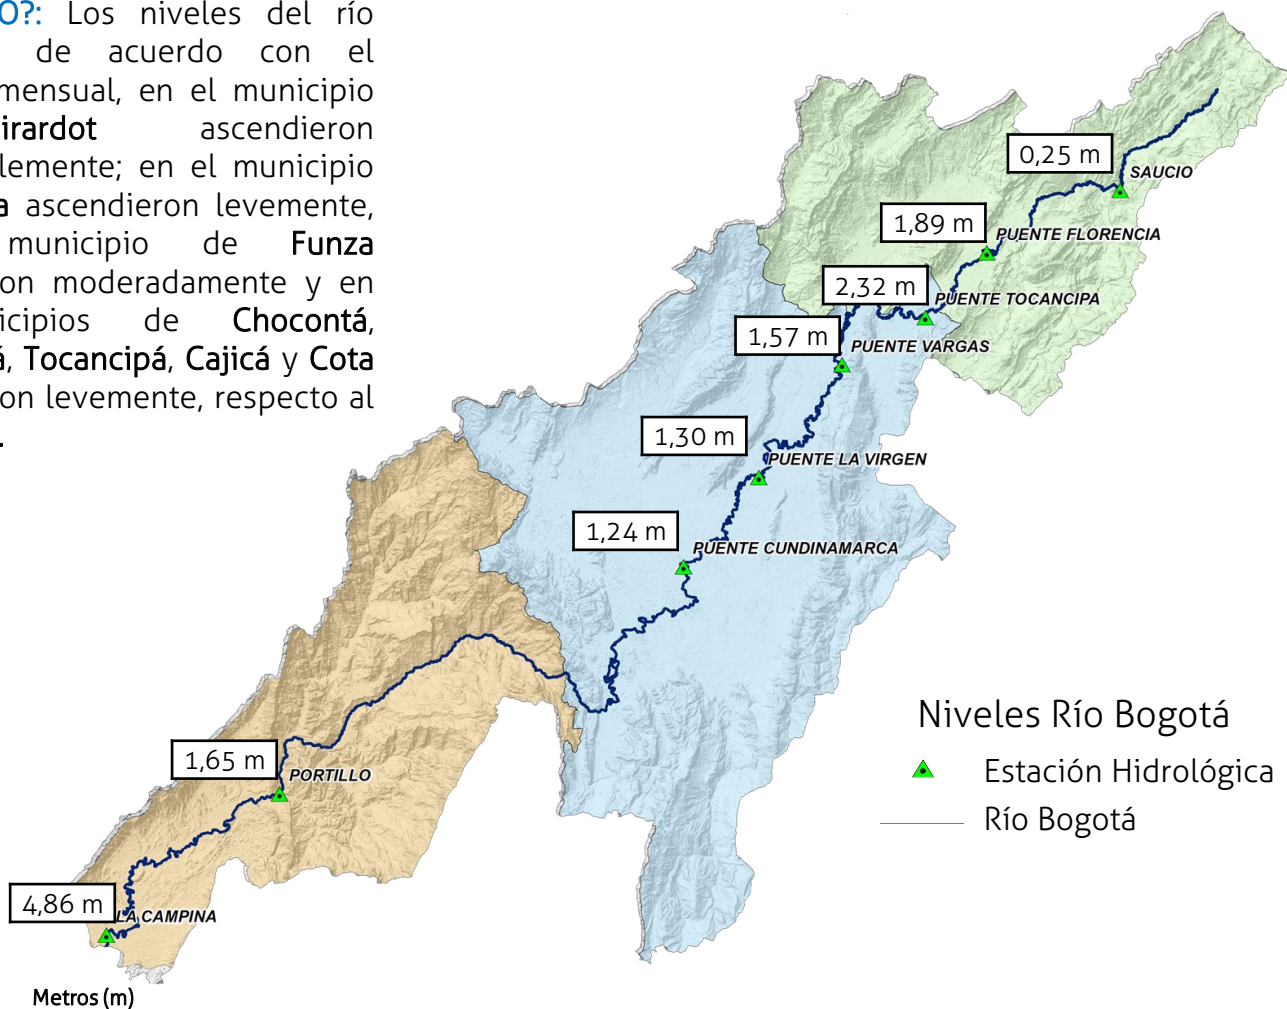 O?: Los niveles del río
de acuerdo con el
mensual, en el municipio
irardot ascendieron
lemente; en el municipio
a ascendieron levemente,
municipio de Funza
on moderadamente y en
icipios de Chocontá,
á, Tocancipá, Cajicá y Cota
on levemente, respecto al
.
0,25 m
SAUCIO
1,89 m
PUENTE FLORENCIA
2,32 m
PUENTE TOCANCIPA
1,57 m
PUENTE VARGAS
1,30 m
PUENTE LA VIRGEN
1,24 m
PUENTE CUNDINAMARCA
Niveles Río Bogotá
Estación Hidrológica
Río Bogotá
1,65 m
PORTILLO
4,86 m
LA CAMPINA
Metros (m)